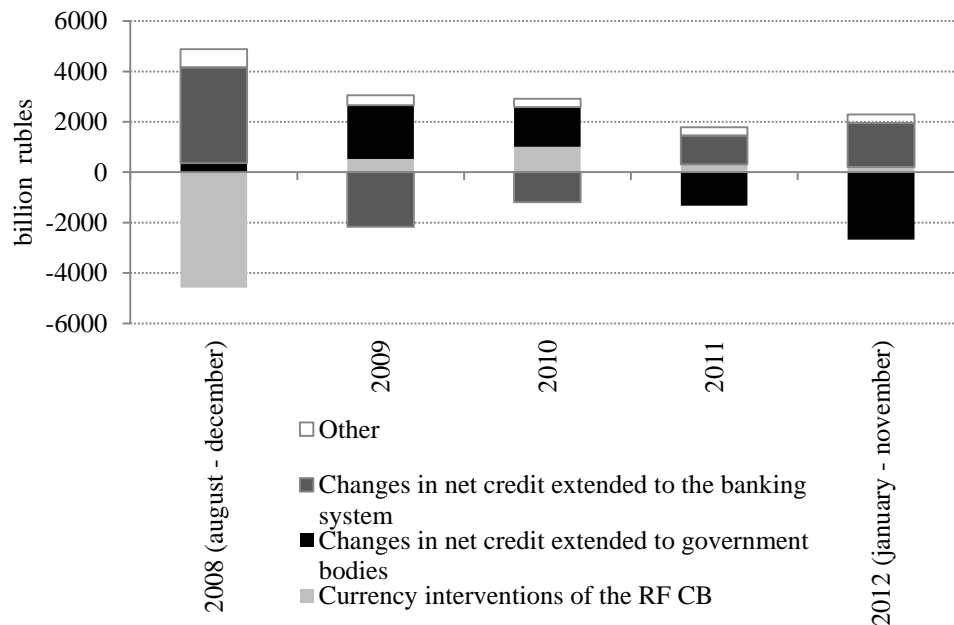 6000
4000
2000
0
-2000
-4000
-6000
billion rubles
2008 (august - december)
2009
2010
2011
2012 (january - november)
Other
Changes in net credit extended to the banking
system
Changes in net credit extended to government
bodies
Currency interventions of the RF CB